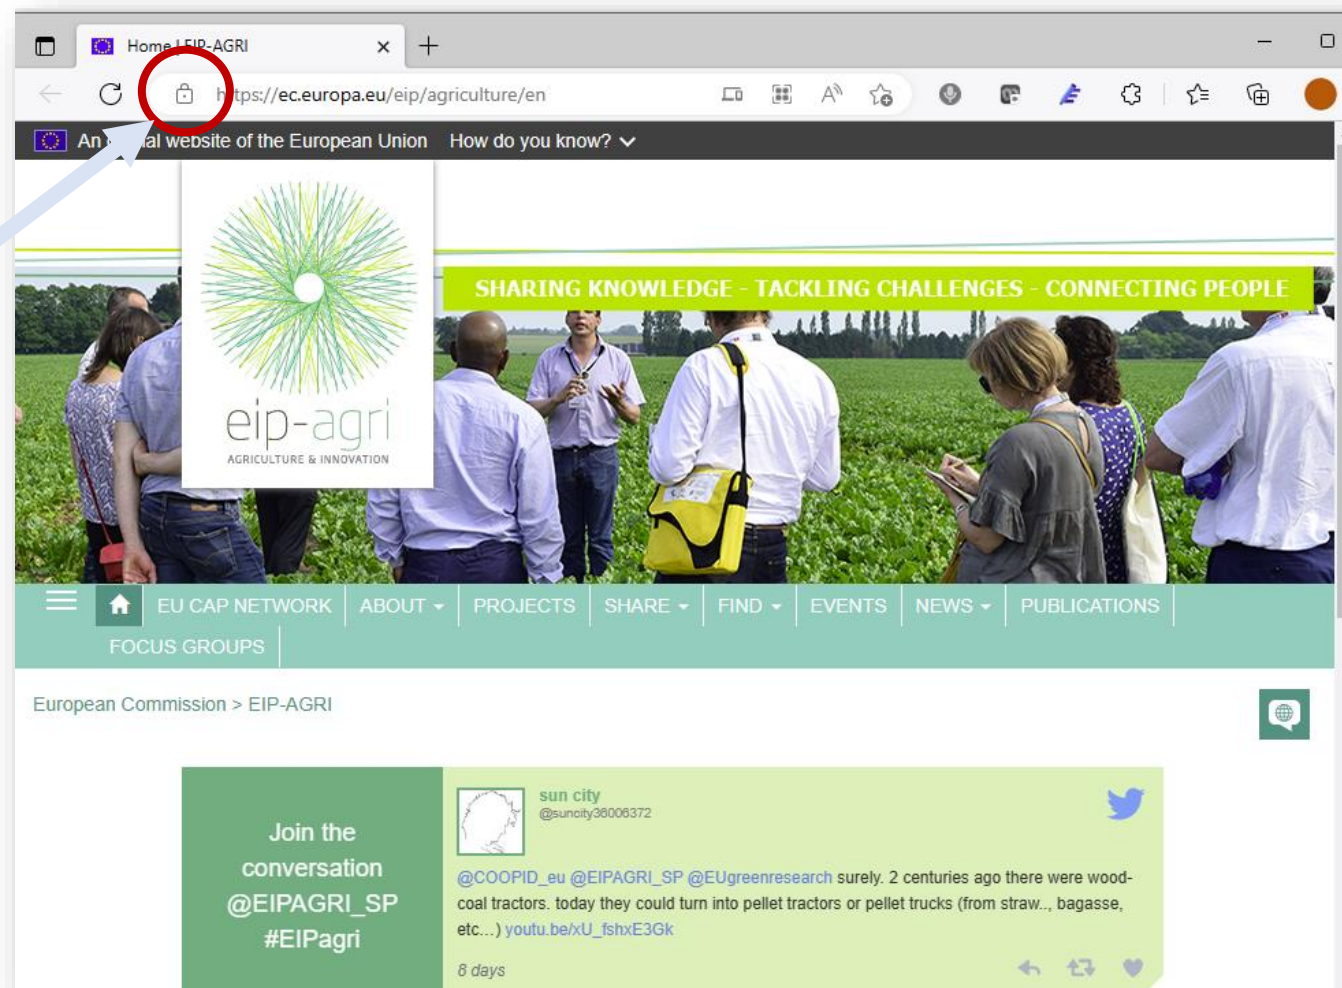 Home | EIP-AGRI
https://ec.europa.eu/eip/agriculture/en
An official website of the European Union How do you know?
SHARING KNOWLEDGE - TACKLING CHALLENGES - CONNECTING PEOPLE
eip-agri
AGRICULTURE & INNOVATION
EU CAP NETWORK ABOUT PROJECTS SHARE FIND EVENTS NEWS PUBLICATIONS
FOCUS GROUPS
European Commission > EIP-AGRI
Join the
conversation
@EIPAGRI_SP
#EIPagri
sun city
@suncity36006372
@COOPID_eu @EIPAGRI_SP @EUgreenresearch surely. 2 centuries ago there were wood-
coal tractors. today they could turn into pellet tractors or pellet trucks (from straw.., bagasse,
etc...) youtu.be/xU_fshxE3Gk
8 days